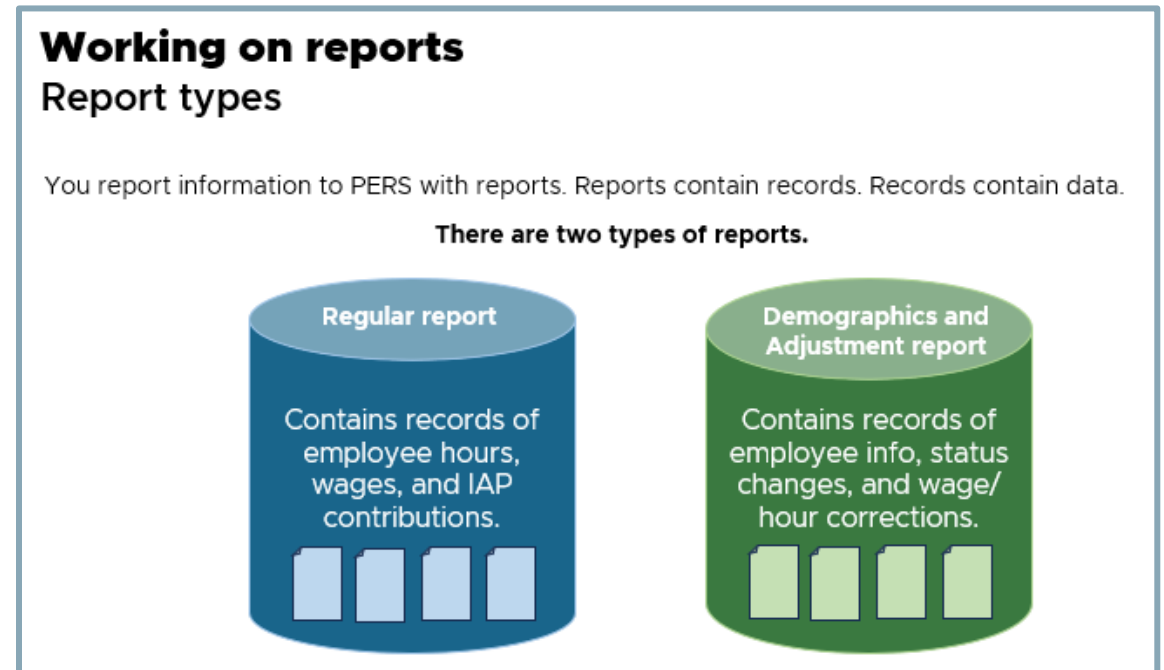 Working on reports
Report types
You report information to PERS with reports. Reports contain records. Records contain data.
There are two types of reports.
Regular report
Contains records of
employee hours,
wages, and IAP
contributions.
Demographics and
Adjustment report
Contains records of
employee info, status
changes, and wage/
hour corrections.